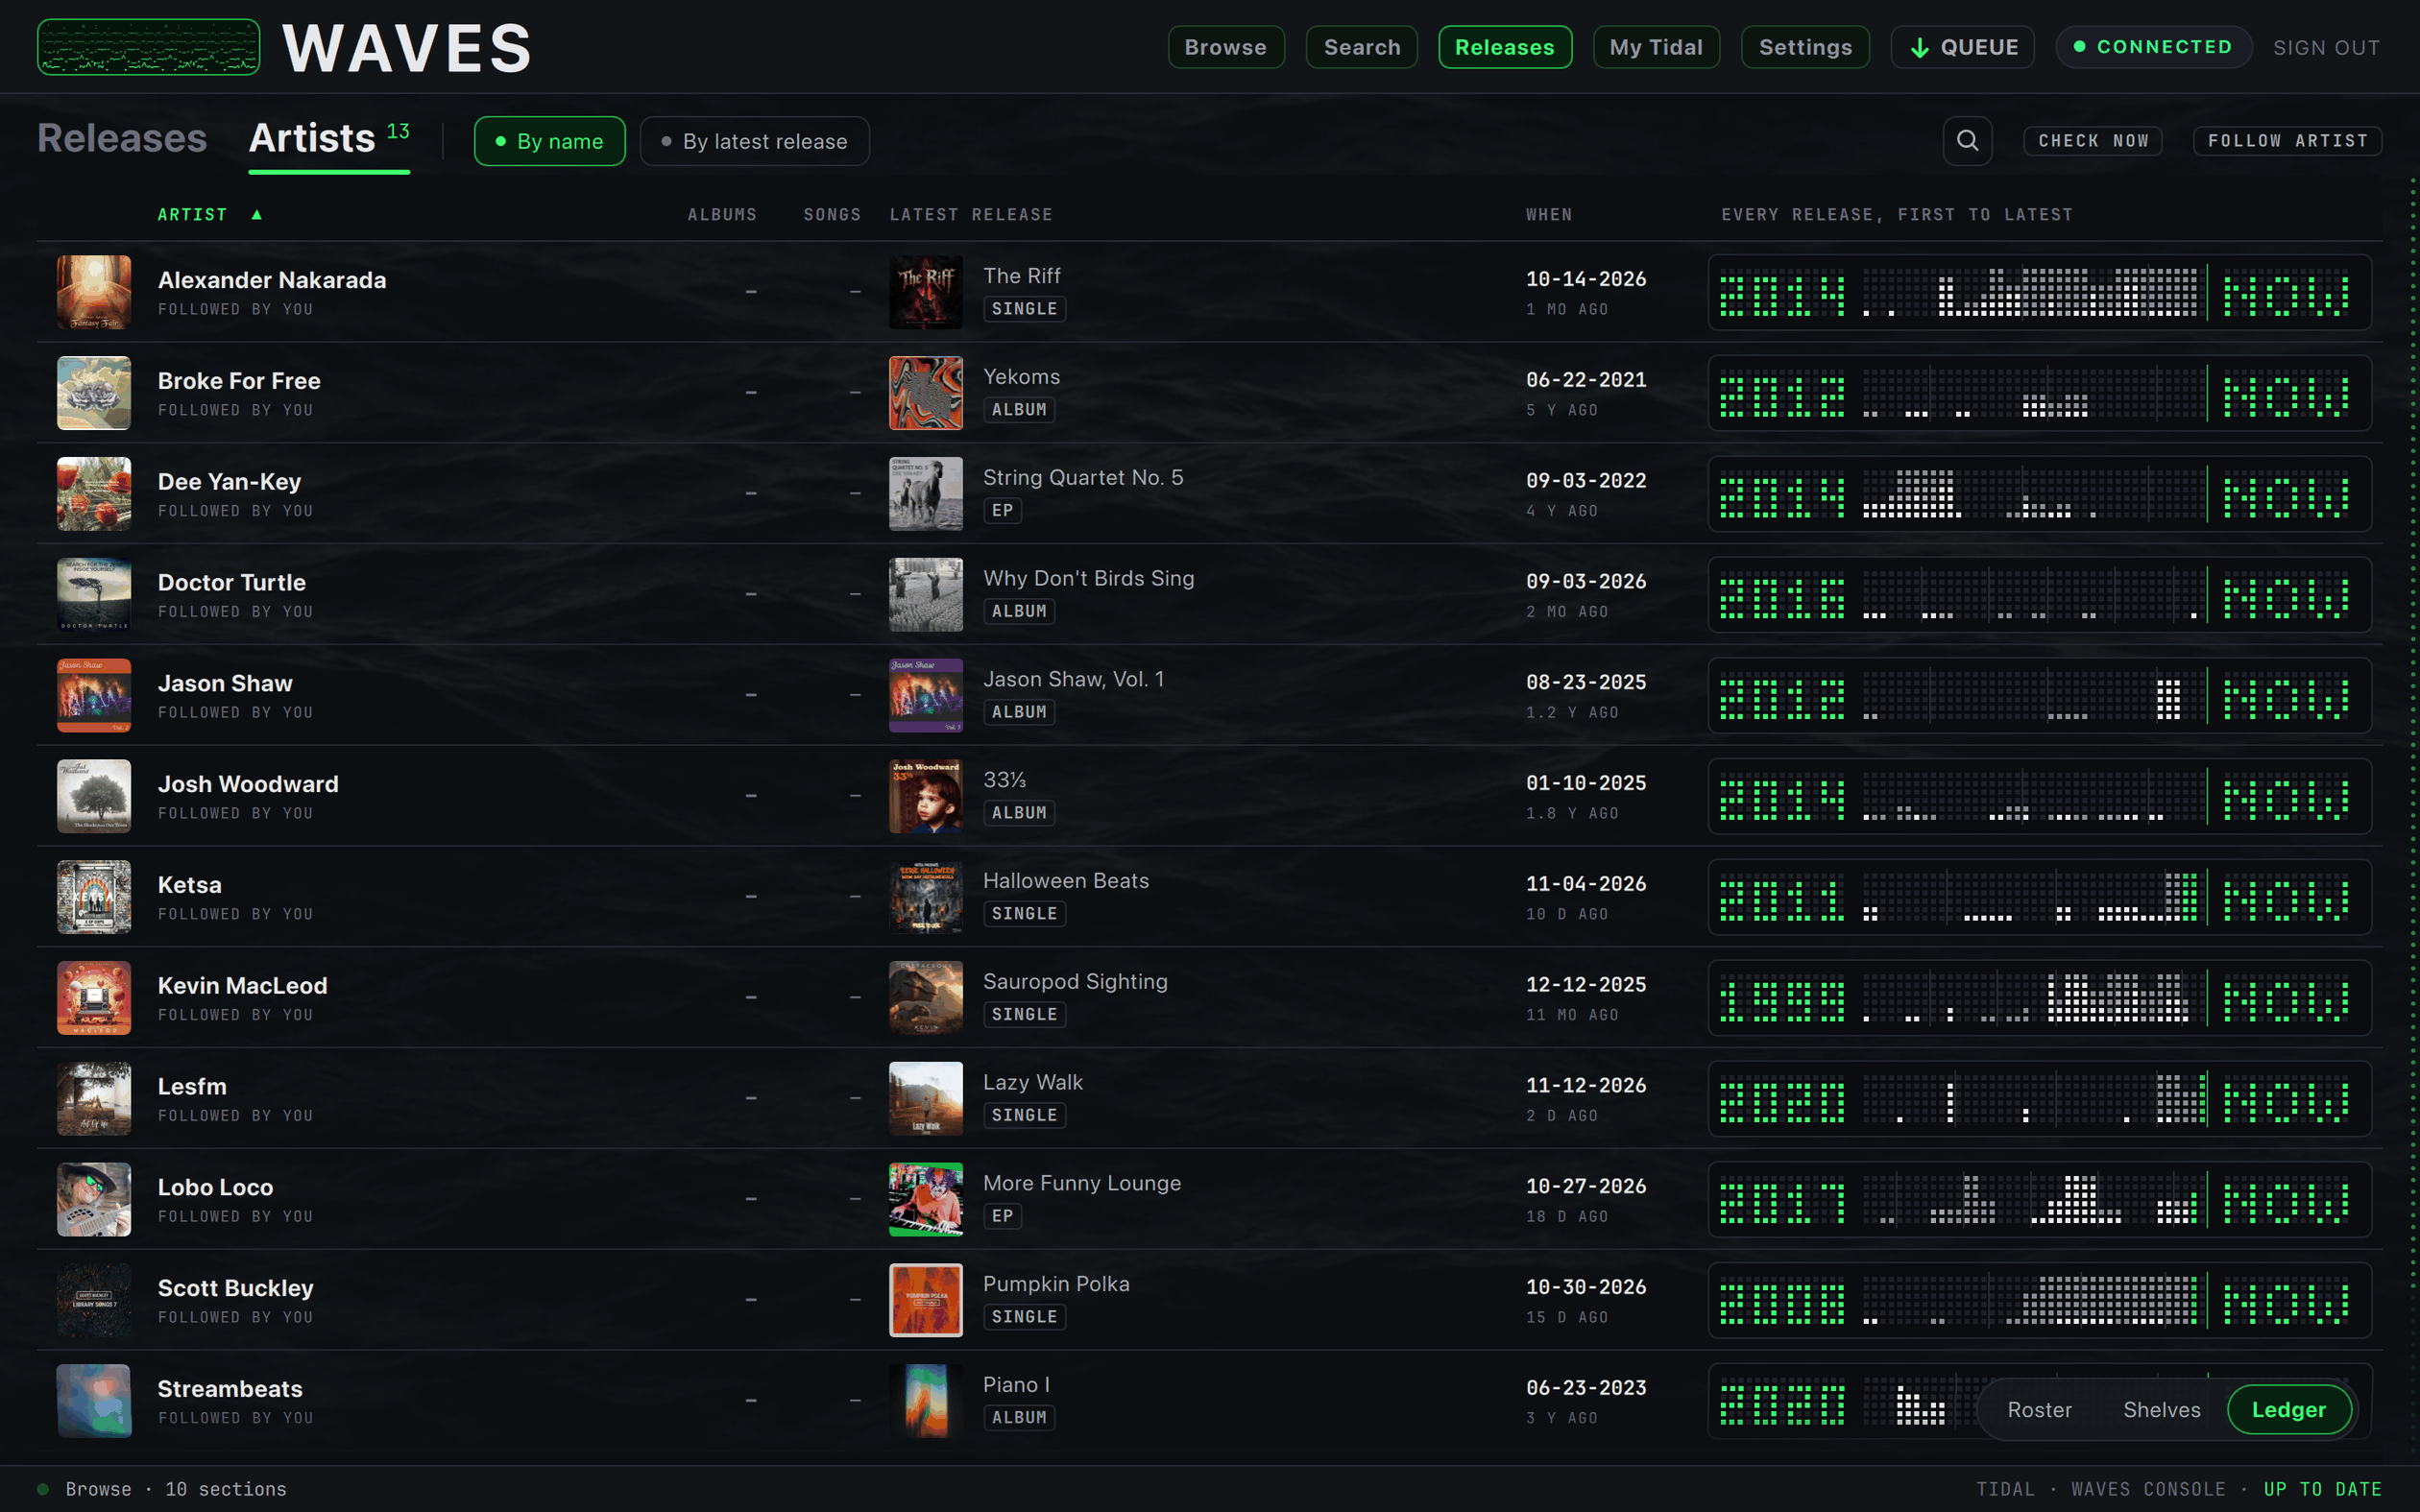 WAVES
Browse
Search
Releases
My Tidal
Settings
QUEUE
CONNECTED
SIGN OUT
Releases
Artists 13
By name
By latest release
CHECK NOW
FOLLOW ARTIST
ARTIST ▲
ALBUMS
SONGS
LATEST RELEASE
WHEN
EVERY RELEASE, FIRST TO LATEST
Alexander Nakarada
FOLLOWED BY YOU
–
–
The Riff
SINGLE
10-14-2026
1 MO AGO
2014
NOW
Broke For Free
FOLLOWED BY YOU
–
–
Yekoms
ALBUM
06-22-2021
5 Y AGO
2012
NOW
Dee Yan-Key
FOLLOWED BY YOU
–
–
String Quartet No. 5
EP
09-03-2022
4 Y AGO
2014
NOW
Doctor Turtle
FOLLOWED BY YOU
–
–
Why Don't Birds Sing
ALBUM
09-03-2026
2 MO AGO
2016
NOW
Jason Shaw
FOLLOWED BY YOU
–
–
Jason Shaw, Vol. 1
ALBUM
08-23-2025
1.2 Y AGO
2012
NOW
Josh Woodward
FOLLOWED BY YOU
–
–
33⅓
ALBUM
01-10-2025
1.8 Y AGO
2014
NOW
Ketsa
FOLLOWED BY YOU
–
–
Halloween Beats
SINGLE
11-04-2026
10 D AGO
2011
NOW
Kevin MacLeod
FOLLOWED BY YOU
–
–
Sauropod Sighting
SINGLE
12-12-2025
11 MO AGO
1999
NOW
Lesfm
FOLLOWED BY YOU
–
–
Lazy Walk
SINGLE
11-12-2026
2 D AGO
2020
NOW
Lobo Loco
FOLLOWED BY YOU
–
–
More Funny Lounge
EP
10-27-2026
18 D AGO
2017
NOW
Scott Buckley
FOLLOWED BY YOU
–
–
Pumpkin Polka
SINGLE
10-30-2026
15 D AGO
2008
NOW
Streambeats
FOLLOWED BY YOU
–
–
Piano I
ALBUM
06-23-2023
3 Y AGO
2020
Roster
Shelves
Ledger
Browse · 10 sections
TIDAL · WAVES CONSOLE · UP TO DATE